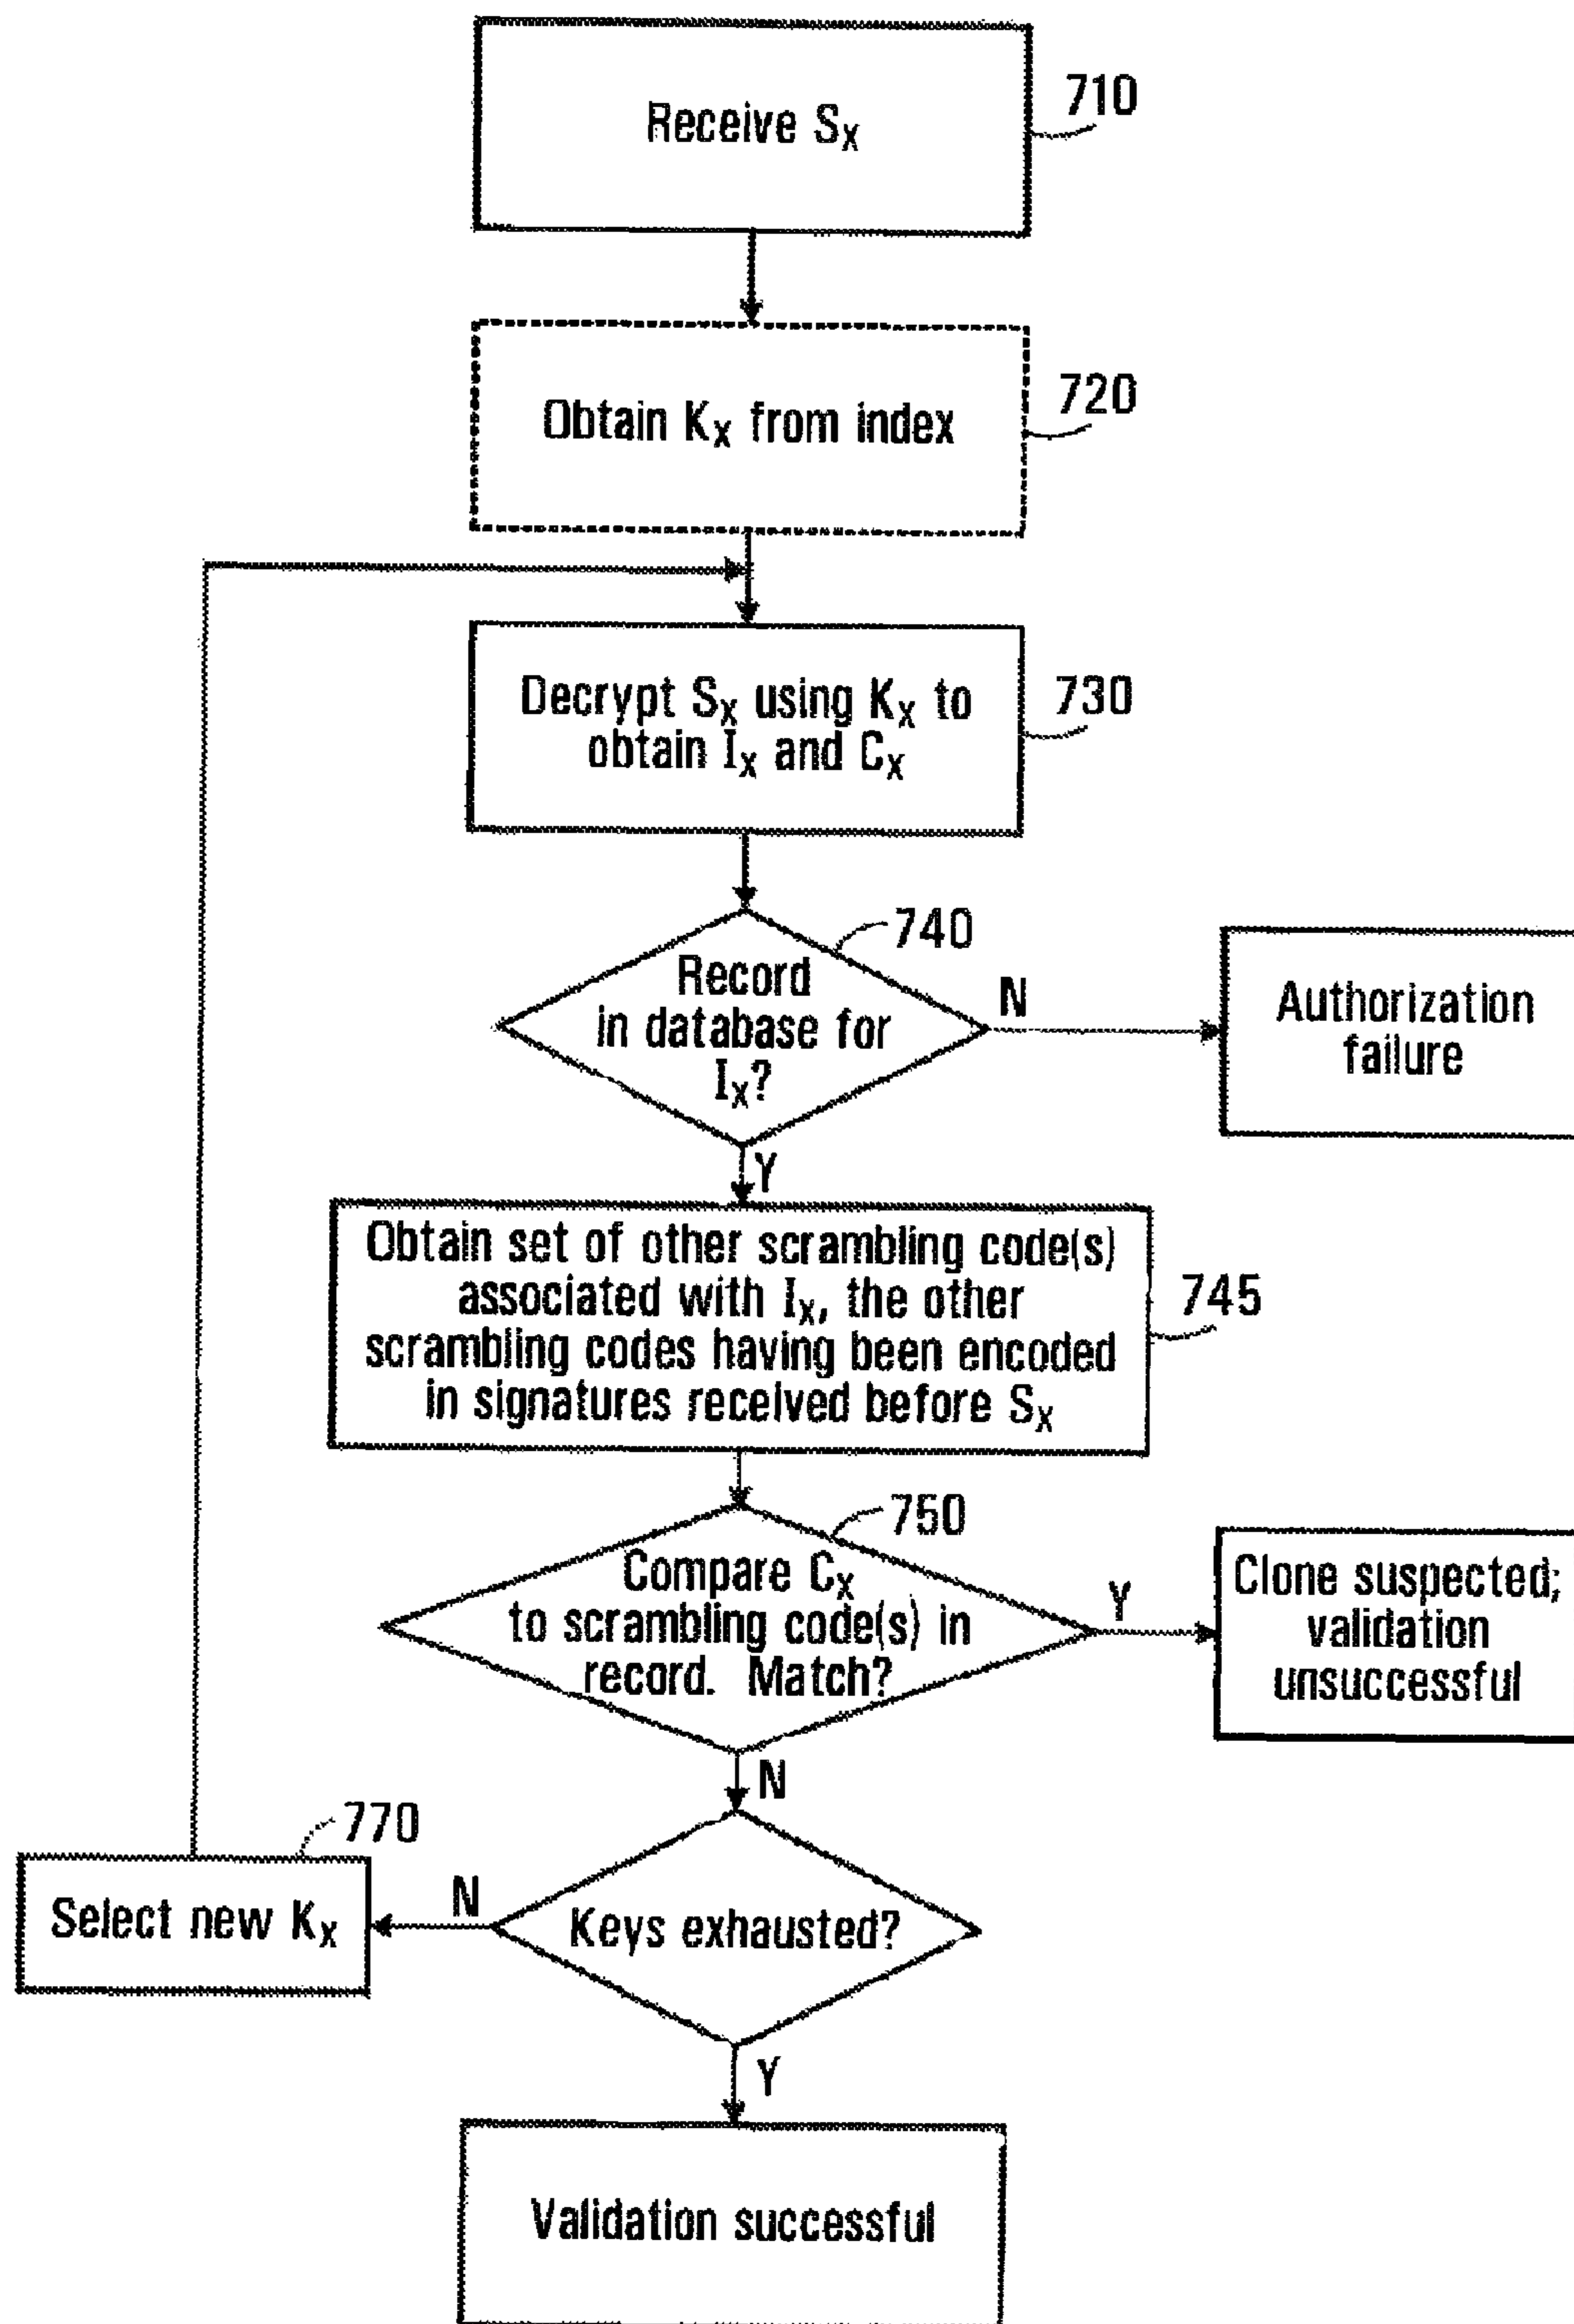 Receive Sx
710
Obtain Kx from index
720
Decrypt Sx using Kx to
obtain Ix and Cx
730
740
Record
in database for
Ix?
N
Authorization
failure
Y
Obtain set of other scrambling code(s)
associated with Ix, the other
scrambling codes having been encoded
in signatures received before Sx
745
750
Compare Cx
to scrambling code(s) in
record. Match?
Y
Clone suspected;
validation
unsuccessful
N
770
Select new Kx
N
Keys exhausted?
Y
Validation successful